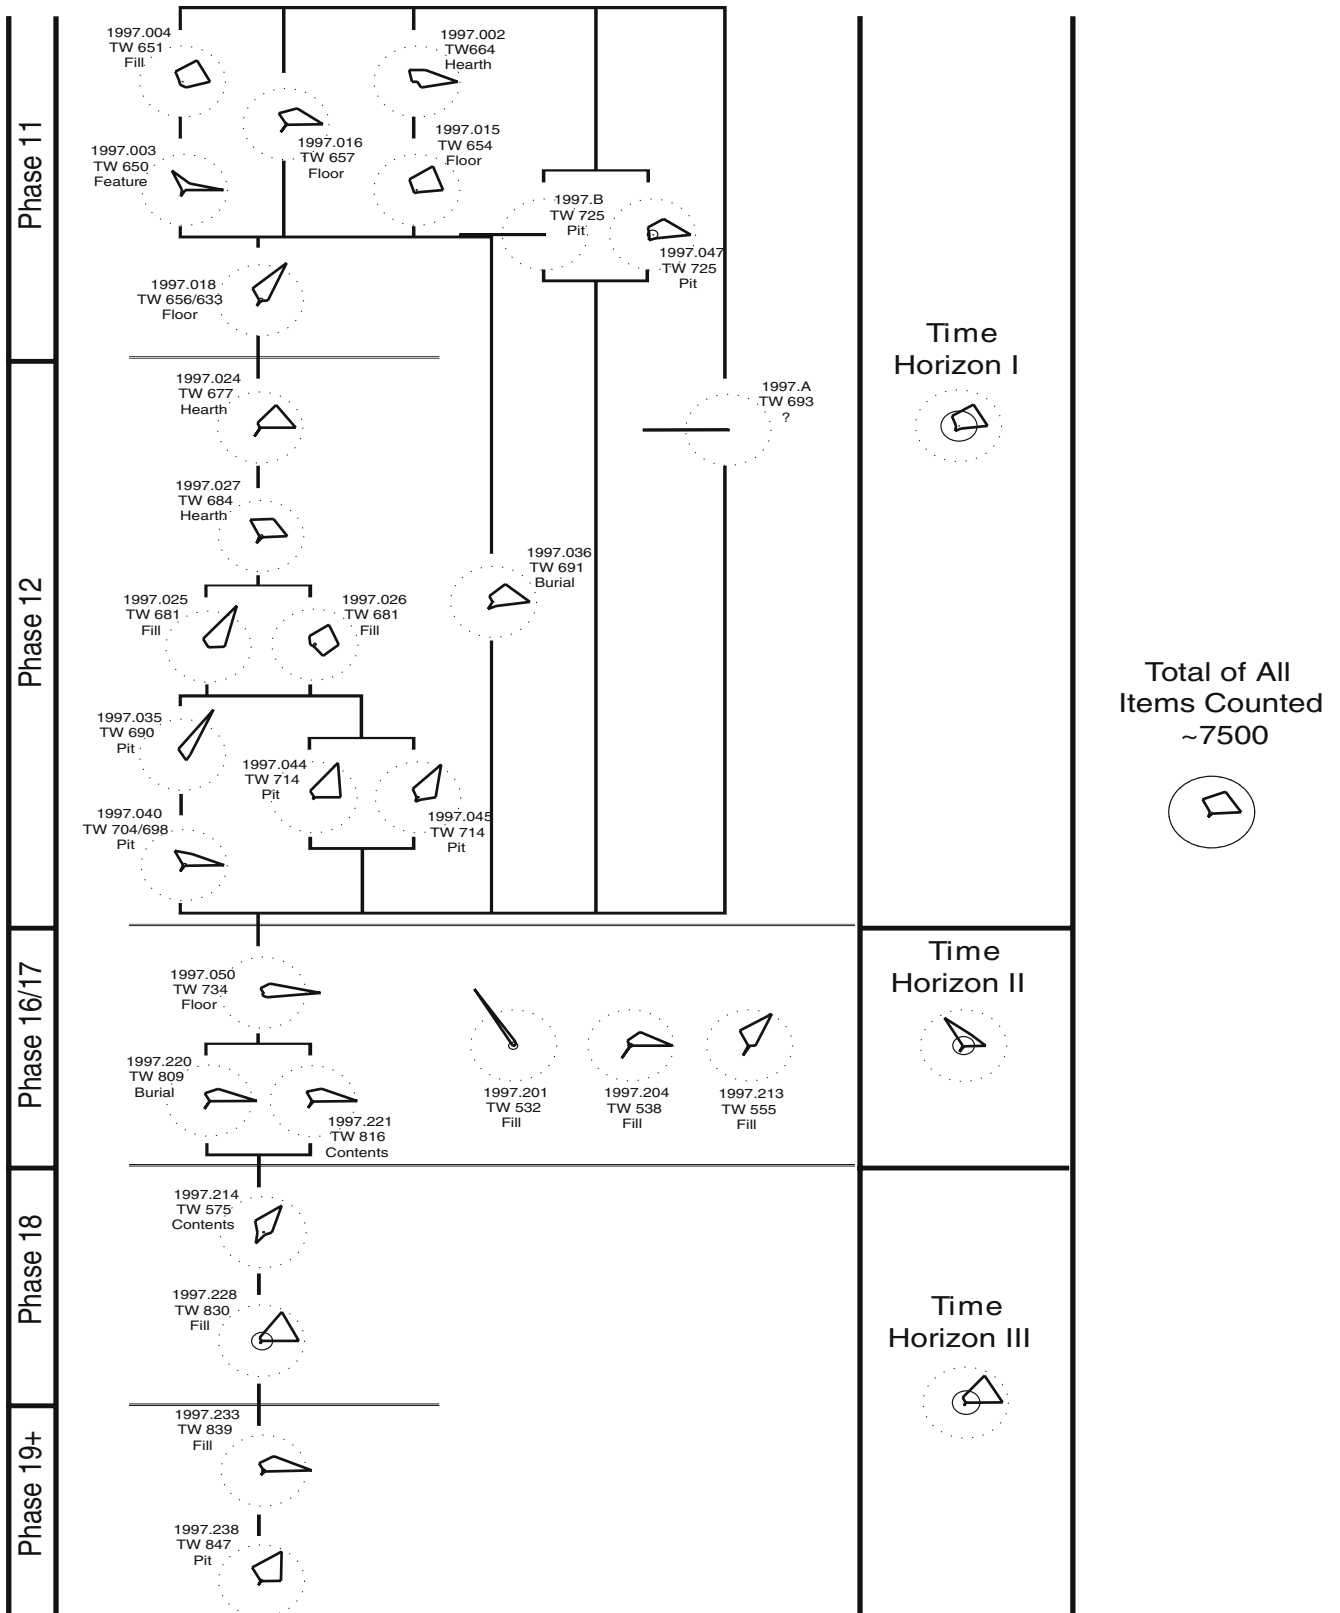 Phase 11
1997.004
TW 651
Fill
1997.002
TW664
Hearth
1997.016
TW 657
Floor
1997.015
TW 654
Floor
1997.003
TW 650
Feature
1997.B
TW 725
Pit
1997.047
TW 725
Pit
1997.018
TW 656/633
Floor
Time
Horizon I
Phase 12
1997.024
TW 677
Hearth
1997.A
TW 693
?
1997.027
TW 684
Hearth
1997.036
TW 691
Burial
1997.025
TW 681
Fill
1997.026
TW 681
Fill
1997.035
TW 690
Pit
1997.044
TW 714
Pit
1997.045
TW 714
Pit
1997.040
TW 704/698
Pit
Total of All
Items Counted
~7500
Phase 16/17
1997.050
TW 734
Floor
Time
Horizon II
1997.220
TW 809
Burial
1997.221
TW 816
Contents
1997.201
TW 532
Fill
1997.204
TW 538
Fill
1997.213
TW 555
Fill
Phase 18
1997.214
TW 575
Contents
1997.228
TW 830
Fill
Time
Horizon III
Phase 19+
1997.233
TW 839
Fill
1997.238
TW 847
Pit